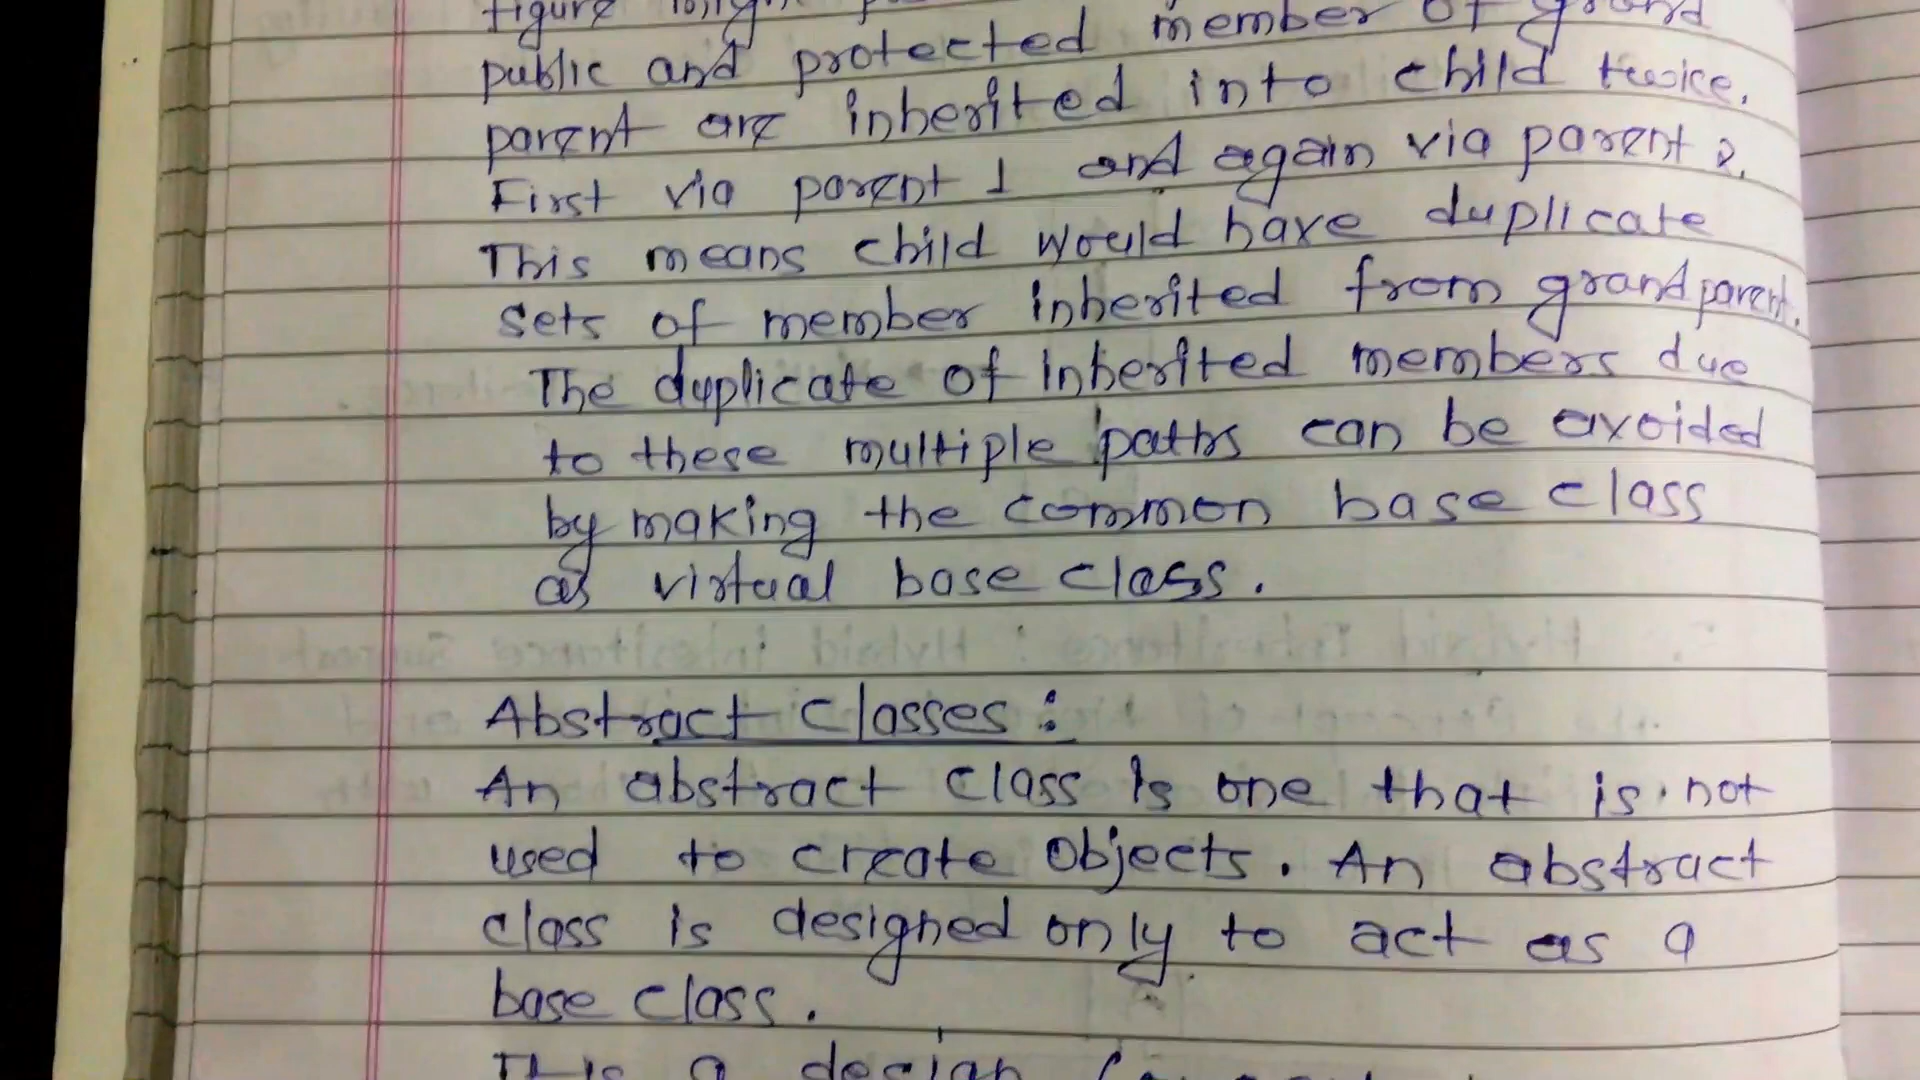 figure
public and protected member of grand
parent are inherited into child twice.
First via parent 1 and again via parent 2.
This means child would have duplicate
sets of member inherited from grandparent.
The duplicate of inherited members due
to these multiple paths can be avoided
by making the common base class
as virtual base class.
Abstract Classes :
An abstract class is one that is not
used to create objects. An abstract
class is designed only to act as a
base class.
This a design